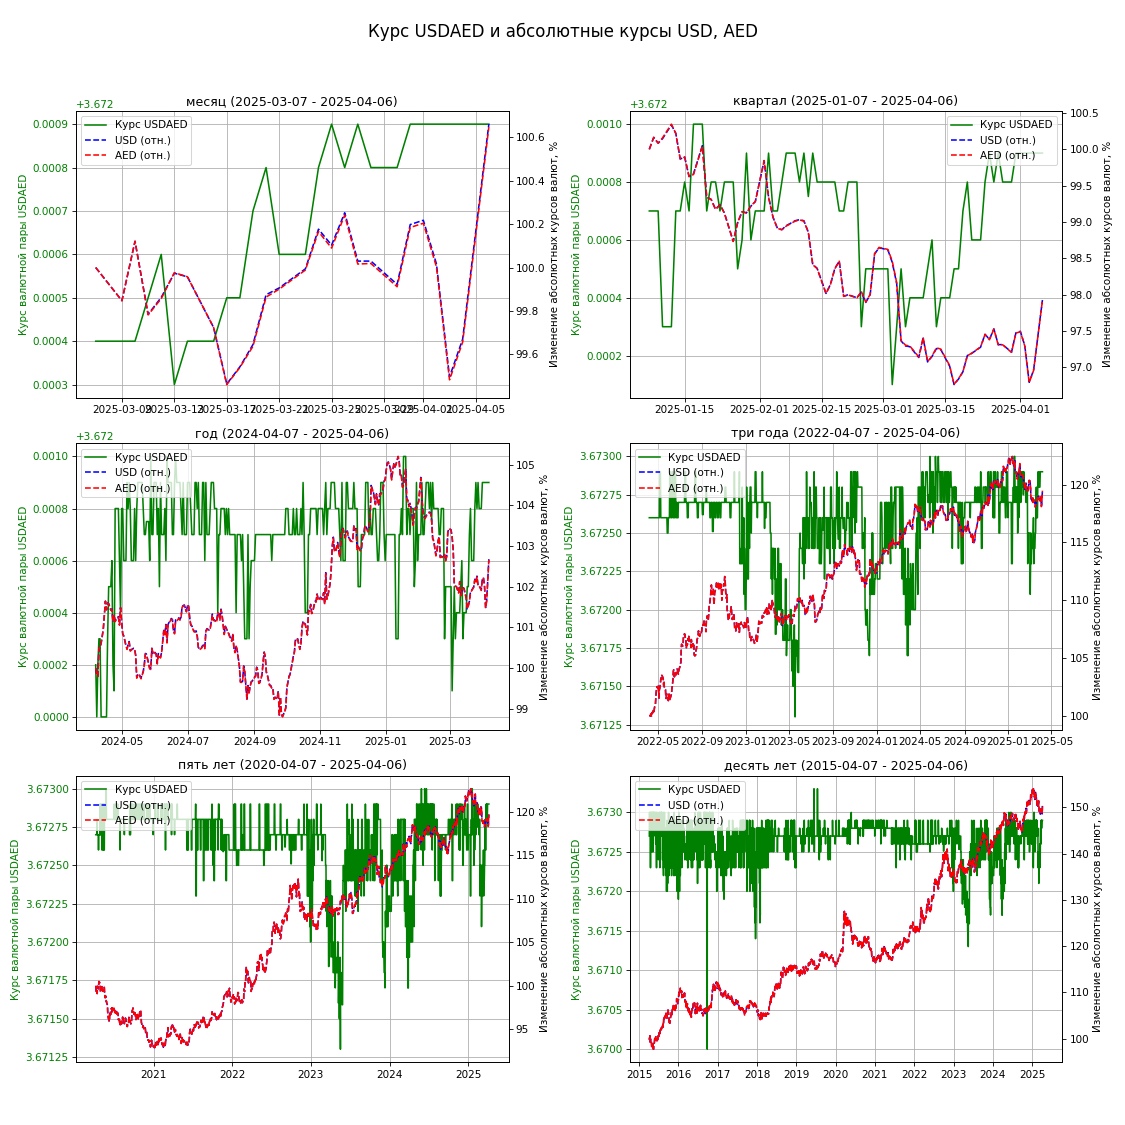 Курс USDAED и абсолютные курсы USD, AED
месяц (2025-03-07 - 2025-04-06)
+3.672
Курс USDAED
USD (отн.)
AED (отн.)
Курс валютной пары USDAED
Изменение абсолютных курсов валют, %
0.0009
0.0008
0.0007
0.0006
0.0005
0.0004
0.0003
100.6
100.4
100.2
100.0
99.8
99.6
2025-03-09 2025-03-13 2025-03-17 2025-03-21 2025-03-25 2025-03-29 2025-04-01 2025-04-05
квартал (2025-01-07 - 2025-04-06)
+3.672
Курс USDAED
USD (отн.)
AED (отн.)
Курс валютной пары USDAED
Изменение абсолютных курсов валют, %
0.0010
0.0008
0.0006
0.0004
0.0002
100.5
100.0
99.5
99.0
98.5
98.0
97.5
97.0
2025-01-15 2025-02-01 2025-02-15 2025-03-01 2025-03-15 2025-04-01
год (2024-04-07 - 2025-04-06)
+3.672
Курс USDAED
USD (отн.)
AED (отн.)
Курс валютной пары USDAED
Изменение абсолютных курсов валют, %
0.0010
0.0008
0.0006
0.0004
0.0002
0.0000
105
104
103
102
101
100
99
2024-05 2024-07 2024-09 2024-11 2025-01 2025-03
три года (2022-04-07 - 2025-04-06)
Курс USDAED
USD (отн.)
AED (отн.)
Курс валютной пары USDAED
Изменение абсолютных курсов валют, %
3.67300
3.67275
3.67250
3.67225
3.67200
3.67175
3.67150
3.67125
120
115
110
105
100
2022-05 2022-09 2023-01 2023-05 2023-09 2024-01 2024-05 2024-09 2025-01 2025-05
пять лет (2020-04-07 - 2025-04-06)
Курс USDAED
USD (отн.)
AED (отн.)
Курс валютной пары USDAED
Изменение абсолютных курсов валют, %
3.67300
3.67275
3.67250
3.67225
3.67200
3.67175
3.67150
3.67125
120
115
110
105
100
95
2021 2022 2023 2024 2025
десять лет (2015-04-07 - 2025-04-06)
Курс USDAED
USD (отн.)
AED (отн.)
Курс валютной пары USDAED
Изменение абсолютных курсов валют, %
3.6730
3.6725
3.6720
3.6715
3.6710
3.6705
3.6700
150
140
130
120
110
100
2015 2016 2017 2018 2019 2020 2021 2022 2023 2024 2025